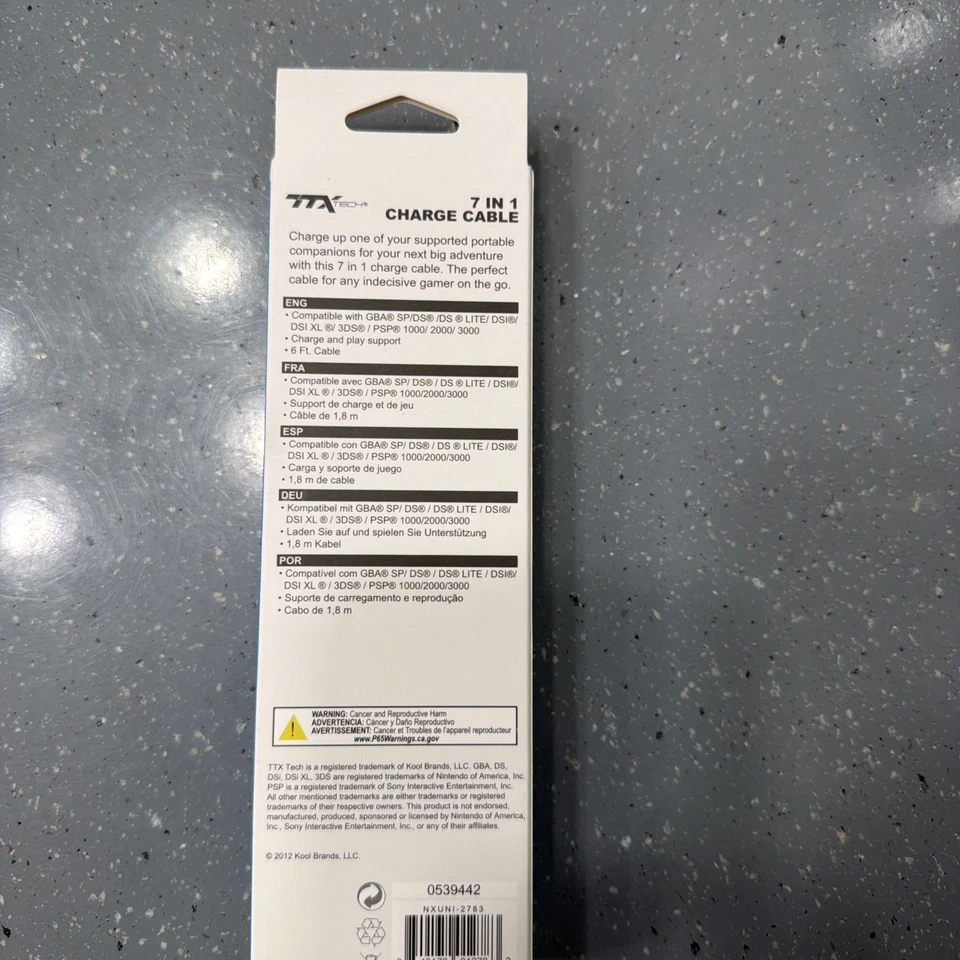 TTX TECH®
7 IN 1
CHARGE CABLE
Charge up one of your supported portable
companions for your next big adventure
with this 7 in 1 charge cable. The perfect
cable for any indecisive gamer on the go.
ENG
• Compatible with GBA® SP/DS® /DS ® LITE/ DSI®/
DSI XL ®/ 3DS® / PSP® 1000/ 2000/ 3000
• Charge and play support
• 6 Ft. Cable
FRA
• Compatible avec GBA® SP/ DS® / DS ® LITE / DSI®/
DSI XL ® / 3DS® / PSP® 1000/2000/3000
• Support de charge et de jeu
• Câble de 1,8 m
ESP
• Compatible con GBA® SP/ DS® / DS ® LITE / DSI®/
DSI XL ® / 3DS® / PSP® 1000/2000/3000
• Carga y soporte de juego
• 1,8 m de cable
DEU
• Kompatibel mit GBA® SP/ DS® / DS® LITE / DSI®/
DSI XL ® / 3DS® / PSP® 1000/2000/3000
• Laden Sie auf und spielen Sie Unterstützung
• 1,8 m Kabel
POR
• Compatível com GBA® SP/ DS® / DS® LITE / DSI®/
DSI XL ® / 3DS® / PSP® 1000/2000/3000
• Suporte de carregamento e reprodução
• Cabo de 1,8 m
WARNING: Cancer and Reproductive Harm
ADVERTENCIA: Cáncer y Daño Reproductivo
AVERTISSEMENT: Cancer et Troubles de l'appareil reproducteur
www.P65Warnings.ca.gov
TTX Tech is a registered trademark of Kool Brands, LLC. GBA, DS,
DSi, DSi XL, 3DS are registered trademarks of Nintendo of America, Inc.
PSP is a registered trademark of Sony Interactive Entertainment, Inc.
All other mentioned trademarks are either trademarks or registered
trademarks of their respective owners. This product is not endorsed,
manufactured, produced, sponsored or licensed by Nintendo of America,
Inc., Sony Interactive Entertainment, Inc., or any of their affiliates.
© 2012 Kool Brands, LLC.
0539442
NXUNI-2783